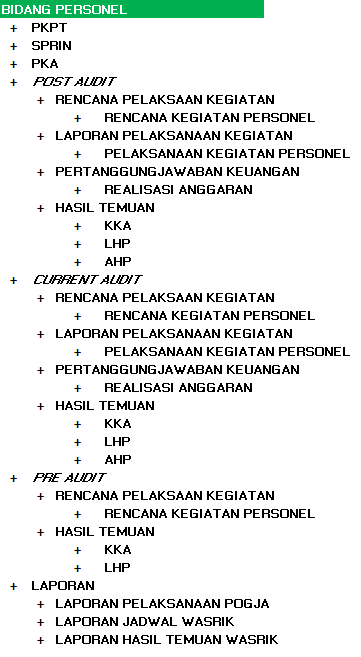 BIDANG PERSONEL
+ PKPT
+ SPRIN
+ PKA
+ POST AUDIT
+ RENCANA PELAKSAAN KEGIATAN
+ RENCANA KEGIATAN PERSONEL
+ LAPORAN PELAKSANAAN KEGIATAN
+ PELAKSANAAN KEGIATAN PERSONEL
+ PERTANGGUNGJAWABAN KEUANGAN
+ REALISASI ANGGARAN
+ HASIL TEMUAN
+ KKA
+ LHP
+ AHP
+ CURRENT AUDIT
+ RENCANA PELAKSAAN KEGIATAN
+ RENCANA KEGIATAN PERSONEL
+ LAPORAN PELAKSANAAN KEGIATAN
+ PELAKSANAAN KEGIATAN PERSONEL
+ PERTANGGUNGJAWABAN KEUANGAN
+ REALISASI ANGGARAN
+ HASIL TEMUAN
+ KKA
+ LHP
+ AHP
+ PRE AUDIT
+ RENCANA PELAKSAAN KEGIATAN
+ RENCANA KEGIATAN PERSONEL
+ HASIL TEMUAN
+ KKA
+ LHP
+ LAPORAN
+ LAPORAN PELAKSANAAN POGJA
+ LAPORAN JADWAL WASRIK
+ LAPORAN HASIL TEMUAN WASRIK